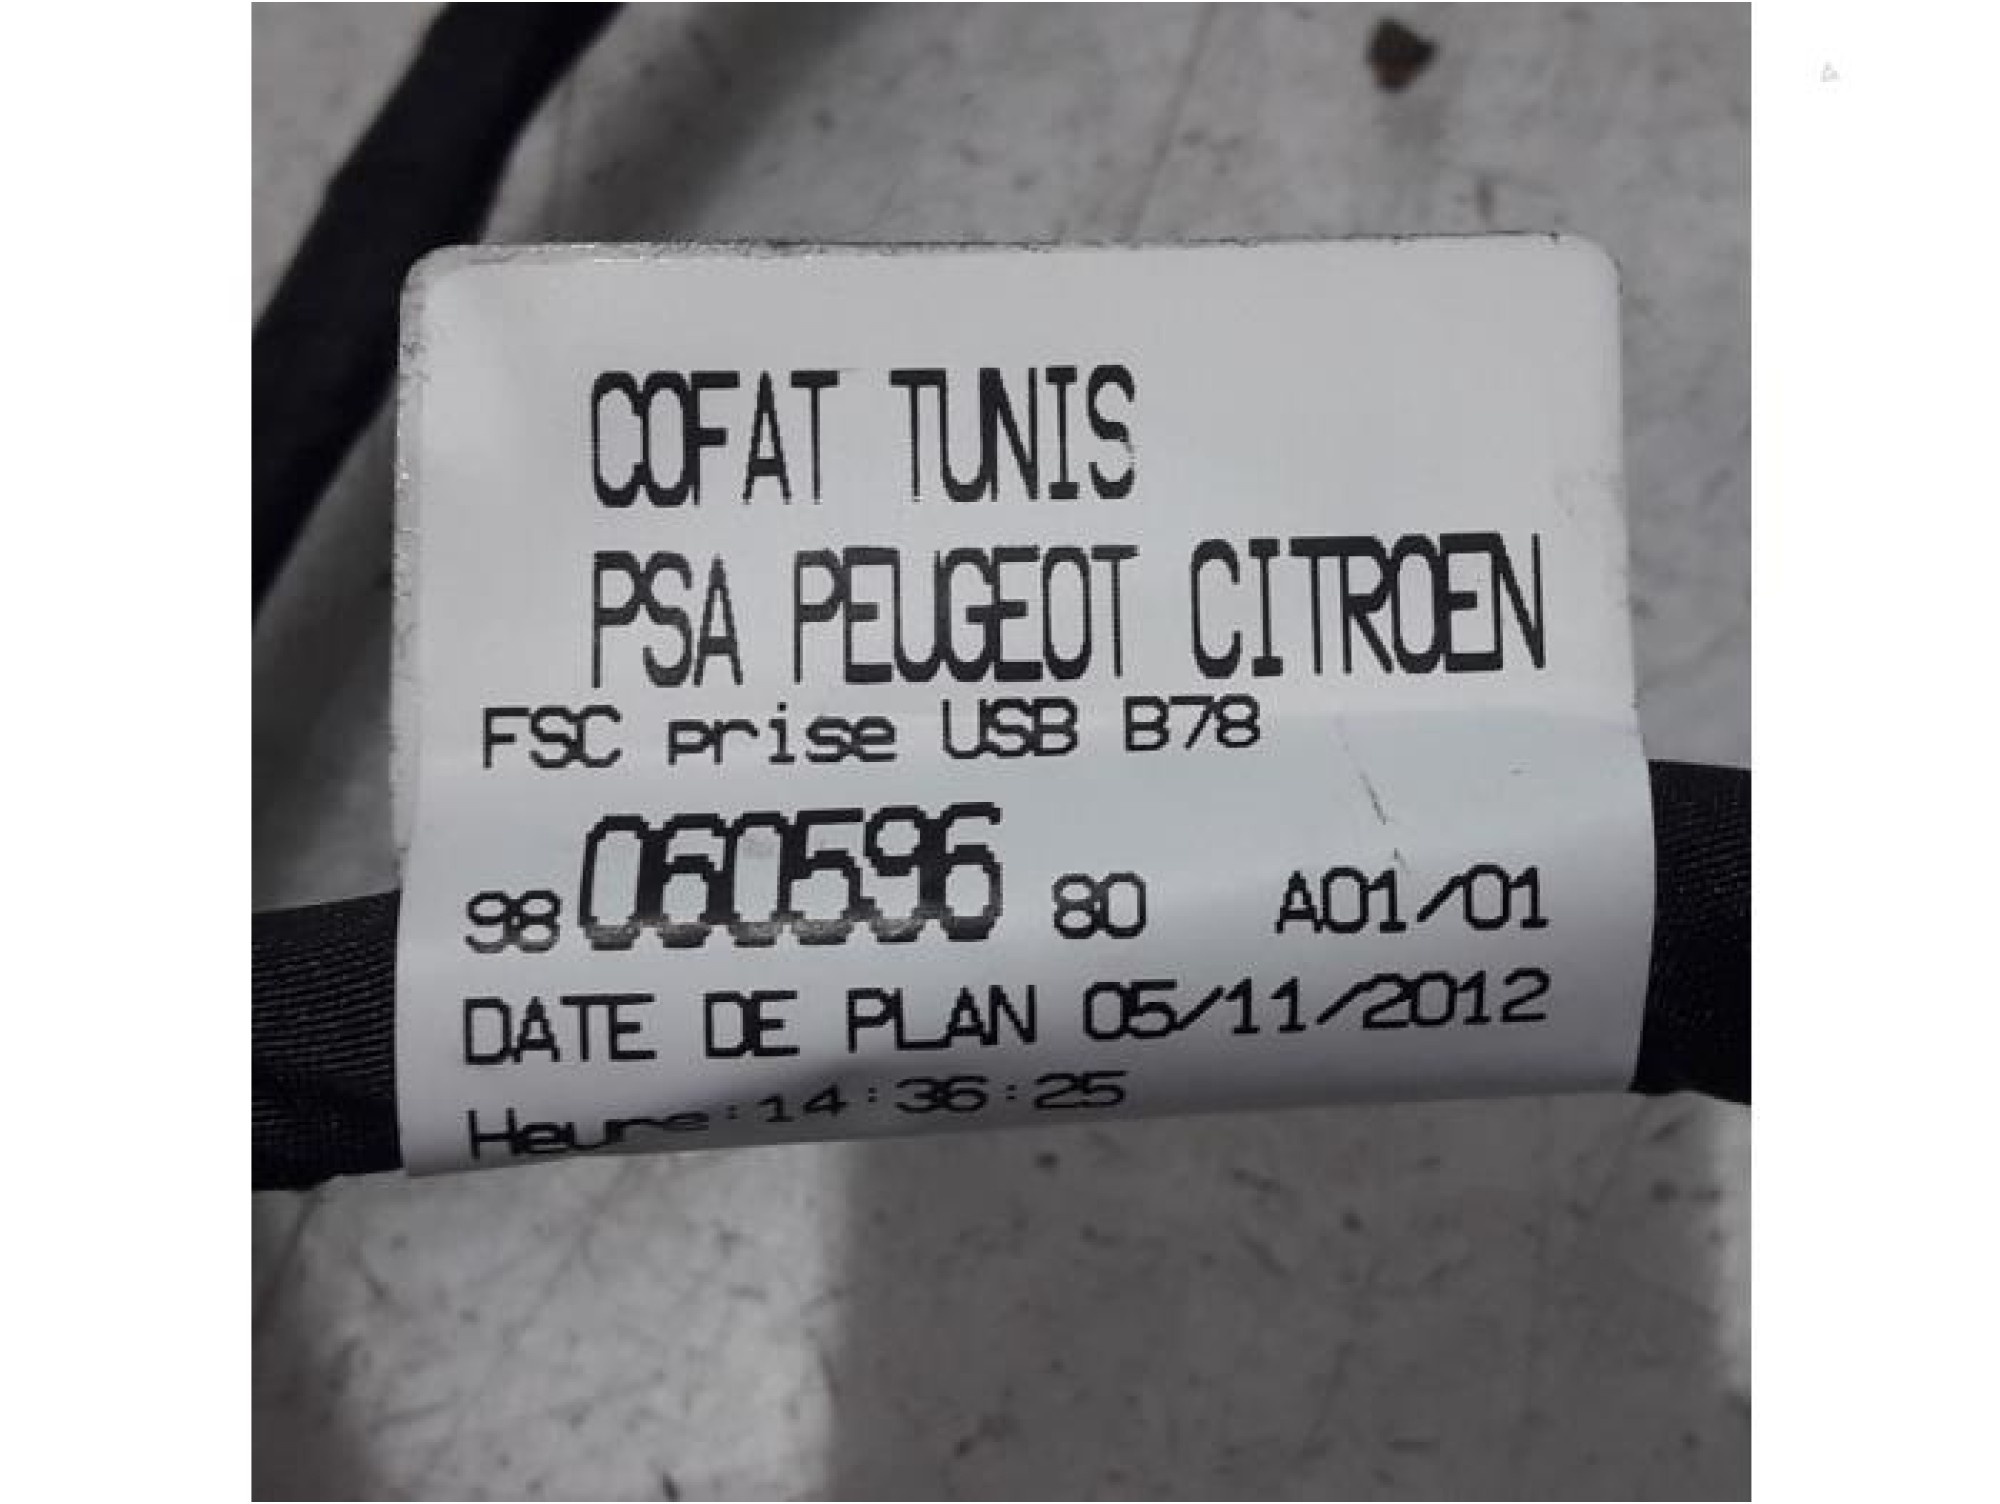 COFAT TUNIS
PSA PEUGEOT CITROEN
FSC prise USB B78
98 060596 80 A01/01
DATE DE PLAN 05/11/2012
Heure:14:36:25